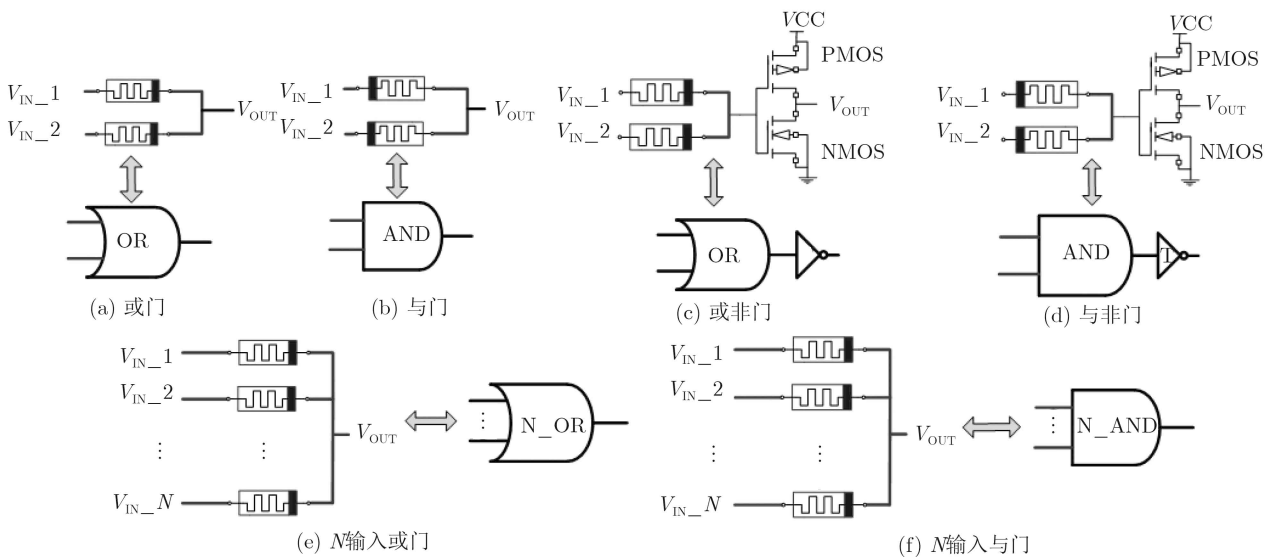 V_IN_1
V_IN_2
V_OUT
OR
(a) 或门
V_IN_1
V_IN_2
V_OUT
AND
(b) 与门
VCC
PMOS
V_IN_1
V_OUT
V_IN_2
NMOS
OR
(c) 或非门
VCC
PMOS
V_IN_1
V_OUT
V_IN_2
NMOS
AND
T
(d) 与非门
V_IN_1
V_IN_2
⋮
⋮
V_IN_N
V_OUT
⋮
N_OR
(e) N输入或门
V_IN_1
V_IN_2
⋮
⋮
V_IN_N
V_OUT
⋮
N_AND
(f) N输入与门